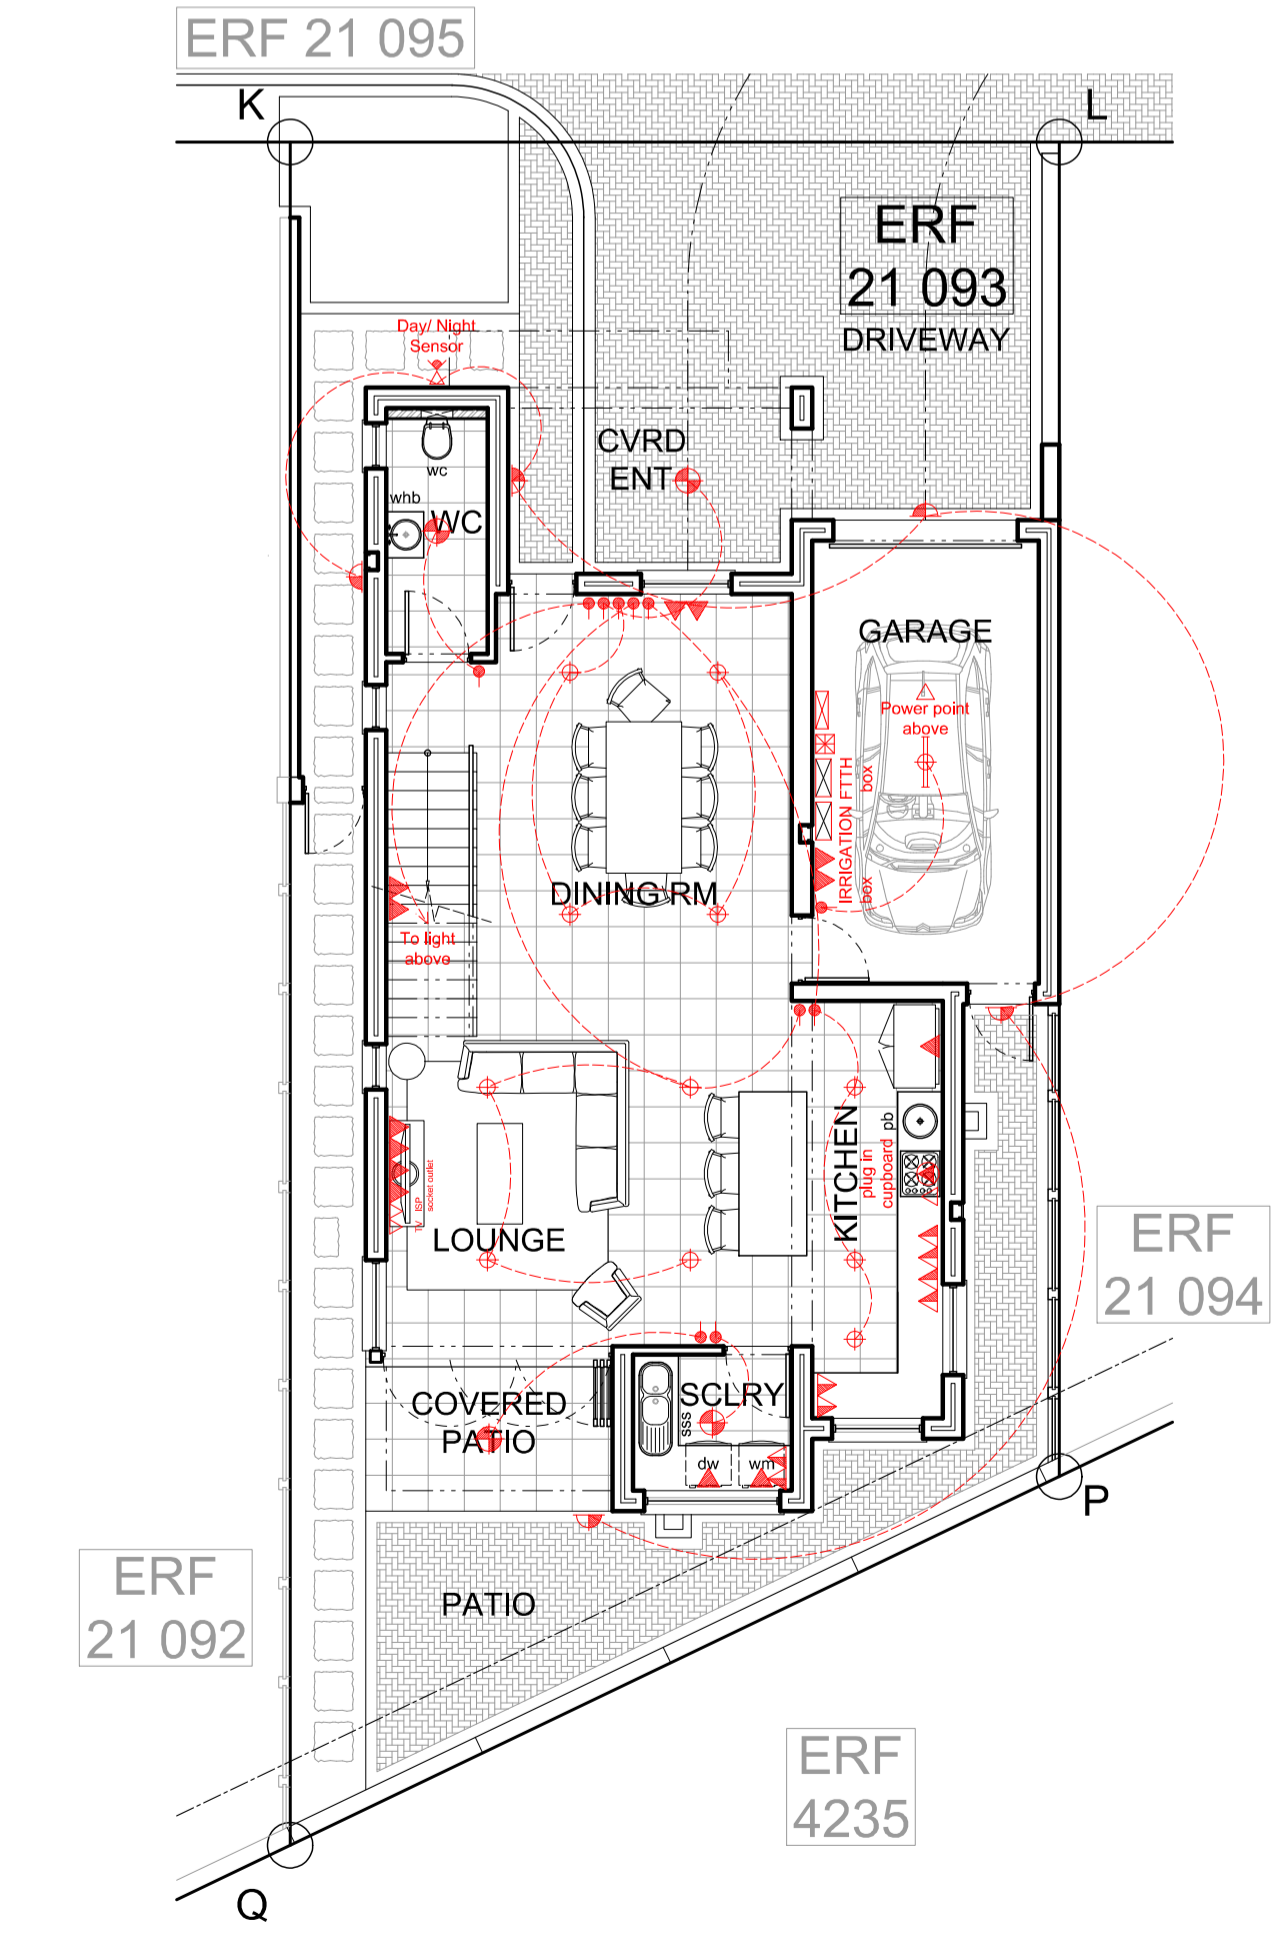 ERF 21 095
K
L
ERF
21 093
DRIVEWAY
Day/ Night
Sensor
CVRD
ENT
wc
whb
WC
GARAGE
Power point
above
IRRIGATION FTTH
box
box
DINING RM
To light
above
KITCHEN
pb
plug in
cupboard
TV
ISP
socket outlet
LOUNGE
ERF
21 094
COVERED
PATIO
SCLRY
sss
dw
wm
P
ERF
21 092
PATIO
ERF
4235
Q